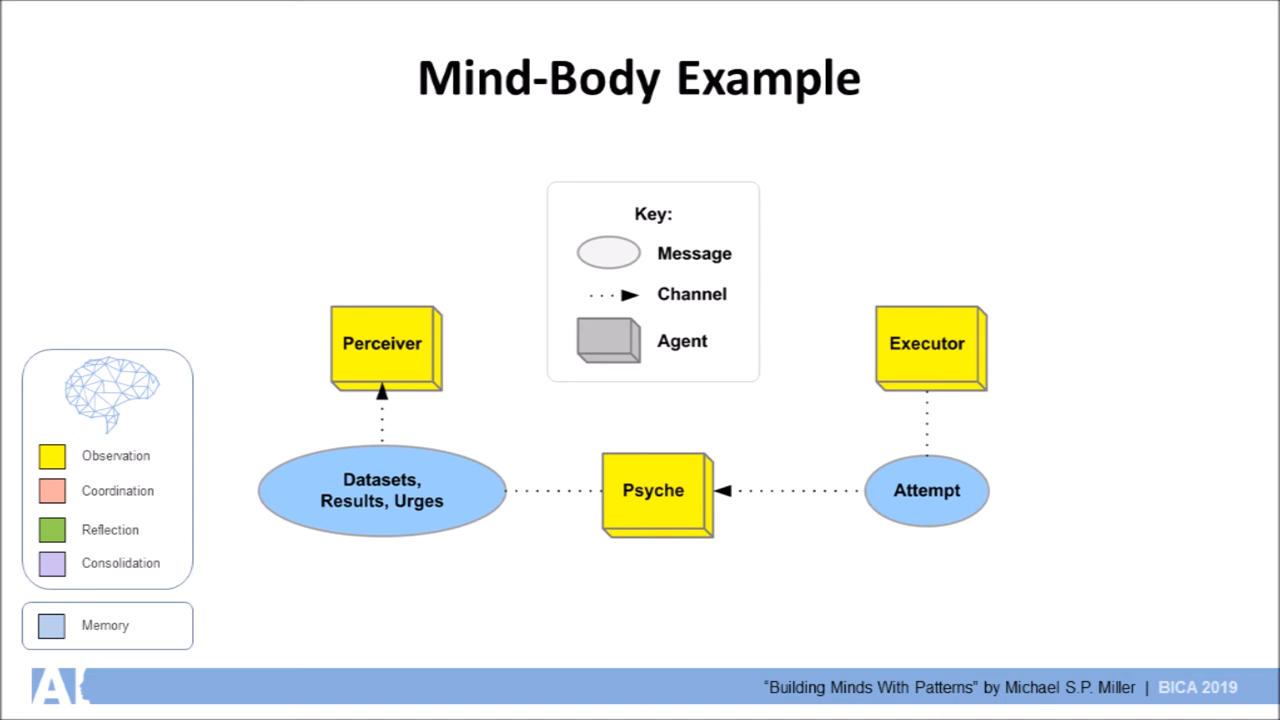 Mind-Body Example
Key:
Message
Channel
Agent
Perceiver
Executor
Datasets,
Results, Urges
Psyche
Attempt
Observation
Coordination
Reflection
Consolidation
Memory
"Building Minds With Patterns" by Michael S.P. Miller | BICA 2019